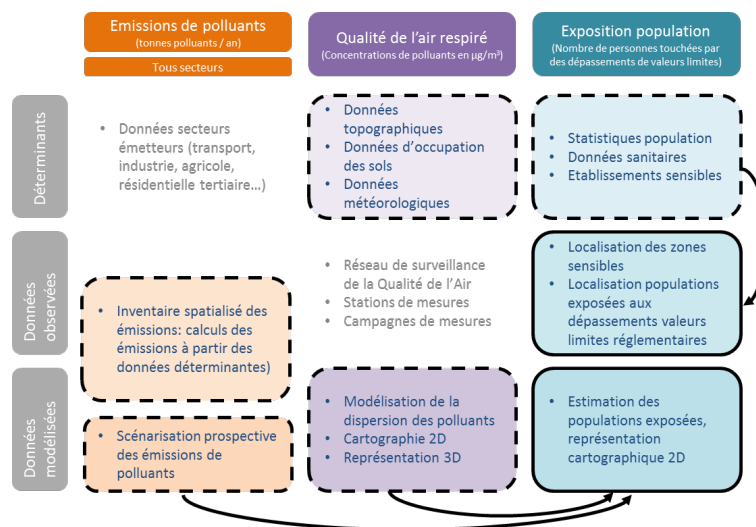 Emissions de polluants
(tonnes polluants / an)
Tous secteurs
Qualité de l'air respiré
(Concentrations de polluants en µg/m³)
Exposition population
(Nombre de personnes touchées par
des dépassements de valeurs limites)
Déterminants
• Données secteurs
émetteurs (transport,
industrie, agricole,
résidentielle tertiaire…)
• Données
topographiques
• Données d'occupation
des sols
• Données
météorologiques
• Statistiques population
• Données sanitaires
• Etablissements sensibles
Données
observées
• Inventaire spatialisé des
émissions: calculs des
émissions à partir des
données déterminantes)
• Réseau de surveillance
de la Qualité de l'Air
• Stations de mesures
• Campagnes de mesures
• Localisation des zones
sensibles
• Localisation populations
exposées aux
dépassements valeurs
limites réglementaires
Données
modélisées
• Scénarisation prospective
des émissions de
polluants
• Modélisation de la
dispersion des polluants
• Cartographie 2D
• Représentation 3D
• Estimation des
populations exposées,
représentation
cartographique 2D